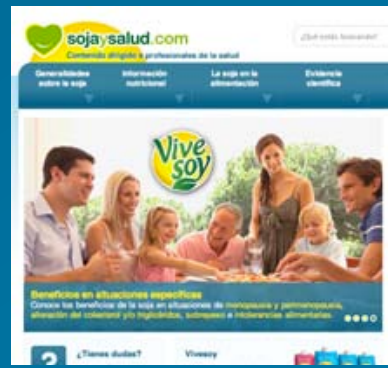 sojaysalud.com
¿Qué estás buscando?
Contenido dirigido a profesionales de la salud
Generalidades sobre la soja
Información nutricional
La soja en la alimentación
Evidencia científica
Vive soy
Beneficios en situaciones específicas
Conoce los beneficios de la soja en situaciones de menopausia y perimenopausia,
alteración del colesterol y/o triglicéridos, sobrepeso e intolerancias alimentarias.
?
¿Tienes dudas?
Vivesoy